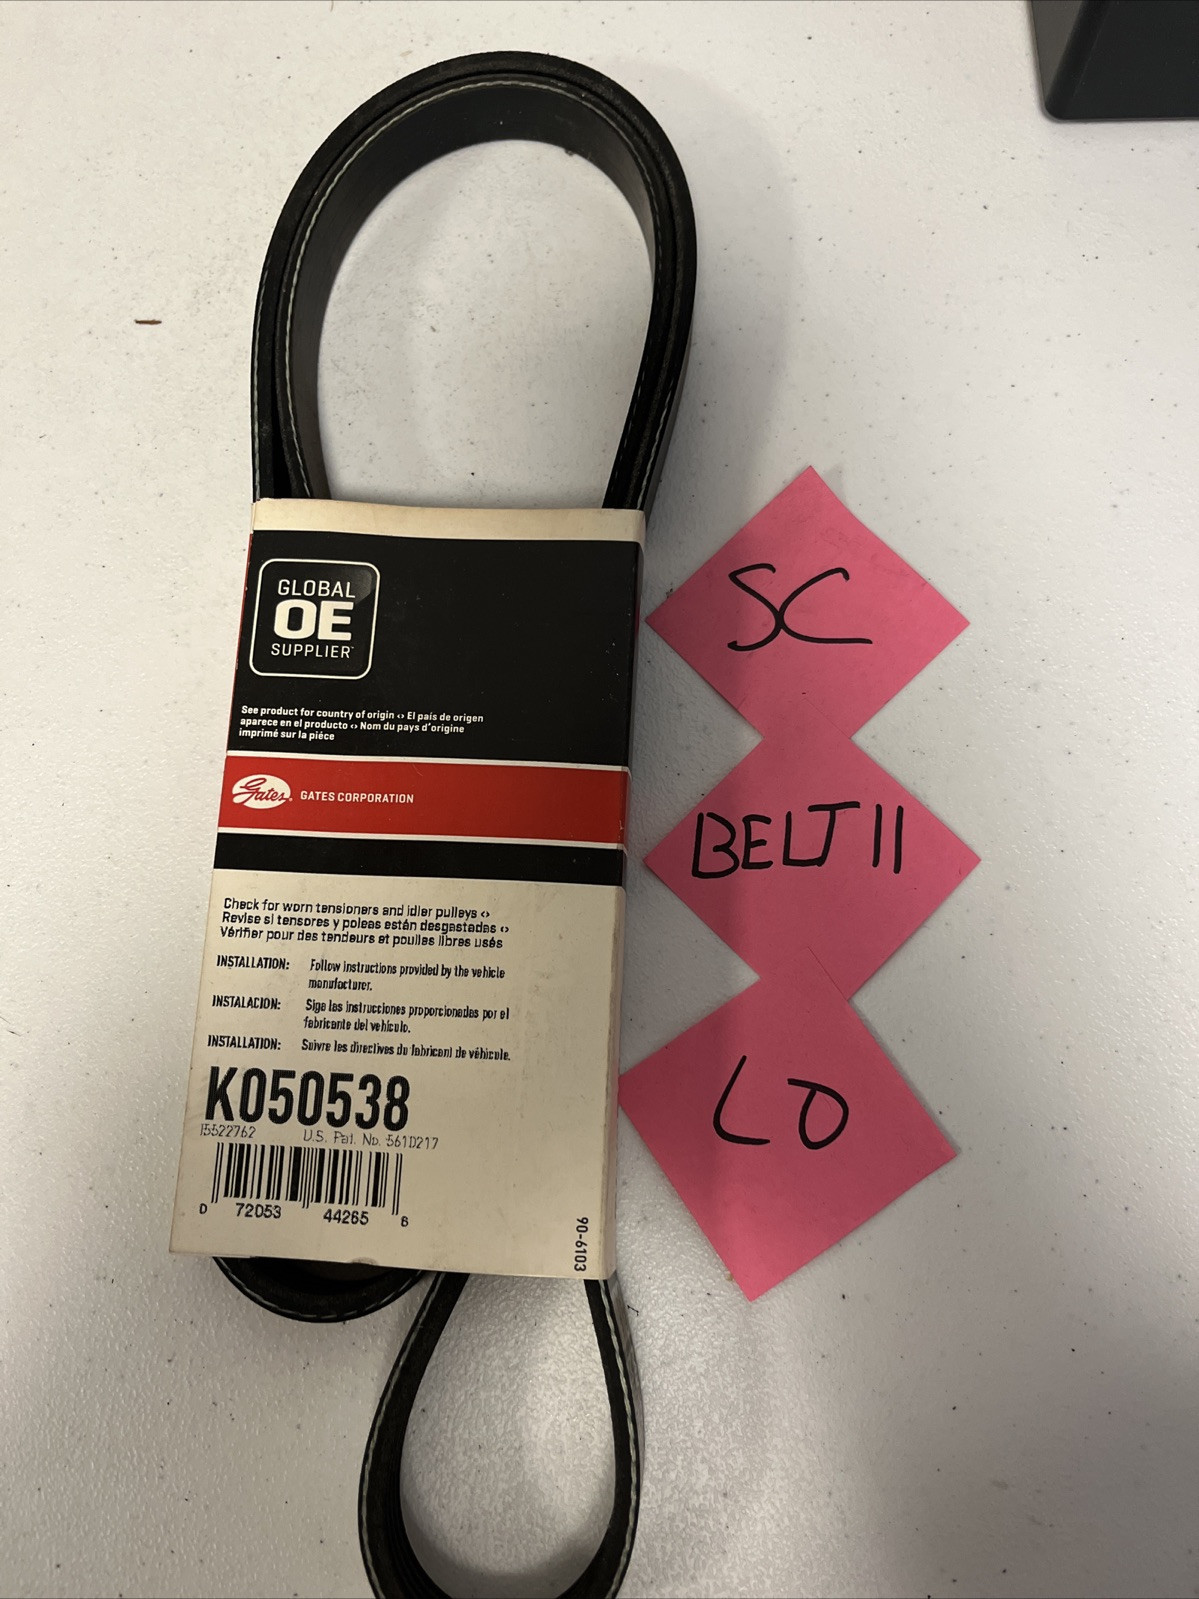 GLOBAL
OE
SUPPLIER
See product for country of origin ‹› El país de origen
aparece en el producto ‹› Nom du pays d'origine
imprimé sur la pièce
Gates
GATES CORPORATION
Check for worn tensioners and idler pulleys ‹›
Revise si tensores y poleas están desgastadas ‹›
Vérifier pour des tendeurs et poulies libres usés
INSTALLATION: Follow instructions provided by the vehicle
manufacturer.
INSTALACION: Siga las instrucciones proporcionadas por el
fabricante del vehículo.
INSTALLATION: Suivre les directives du fabricant de véhicule.
K050538
15522762 U.S. Pat. No. 5610217
0 72053 44265 6
90-6103
SC
BELT 11
LO